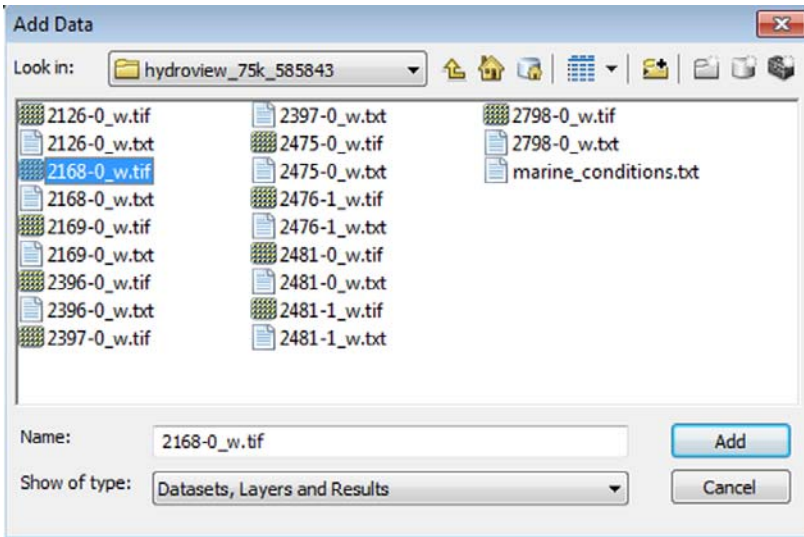 Add Data
Look in:
hydroview_75k_585843
2126-0_w.tif
2126-0_w.txt
2168-0_w.tif
2168-0_w.txt
2169-0_w.tif
2169-0_w.txt
2396-0_w.tif
2396-0_w.txt
2397-0_w.tif
2397-0_w.txt
2475-0_w.tif
2475-0_w.txt
2476-1_w.tif
2476-1_w.txt
2481-0_w.tif
2481-0_w.txt
2481-1_w.tif
2481-1_w.txt
2798-0_w.tif
2798-0_w.txt
marine_conditions.txt
Name:
2168-0_w.tif
Add
Show of type:
Datasets, Layers and Results
Cancel